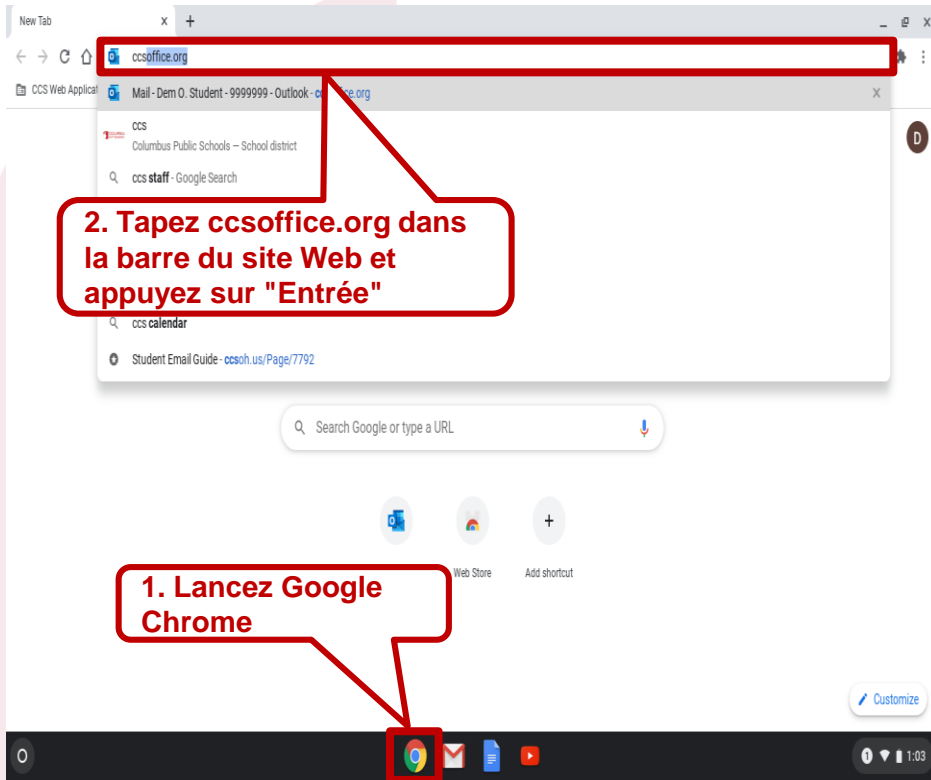 New Tab x +
ccsoffice.org
CCS Web Applicat
Mail - Dem O. Student - 9999999 - Outlook -
ccs
Columbus Public Schools — School district
ccs staff - Google Search
2. Tapez ccsoffice.org dans
la barre du site Web et
appuyez sur "Entrée"
ccs calendar
Student Email Guide - ccsoh.us/Page/7792
D
Search Google or type a URL
Web Store
Add shortcut
1. Lancez Google
Chrome
Customize
1 1:03